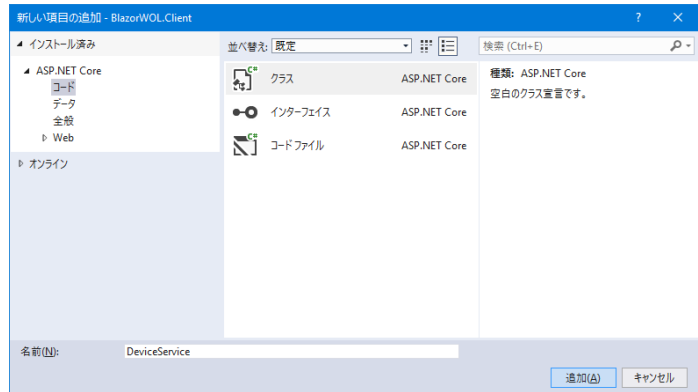 新しい項目の追加 - BlazorWOL.Client ? ×
インストール済み
並べ替え: 既定
検索 (Ctrl+E)
ASP.NET Core
コード
データ
全般
Web
オンライン
C# クラス ASP.NET Core
インターフェイス ASP.NET Core
C# コード ファイル ASP.NET Core
種類: ASP.NET Core
空白のクラス宣言です。
名前(N): DeviceService
追加(A) キャンセル